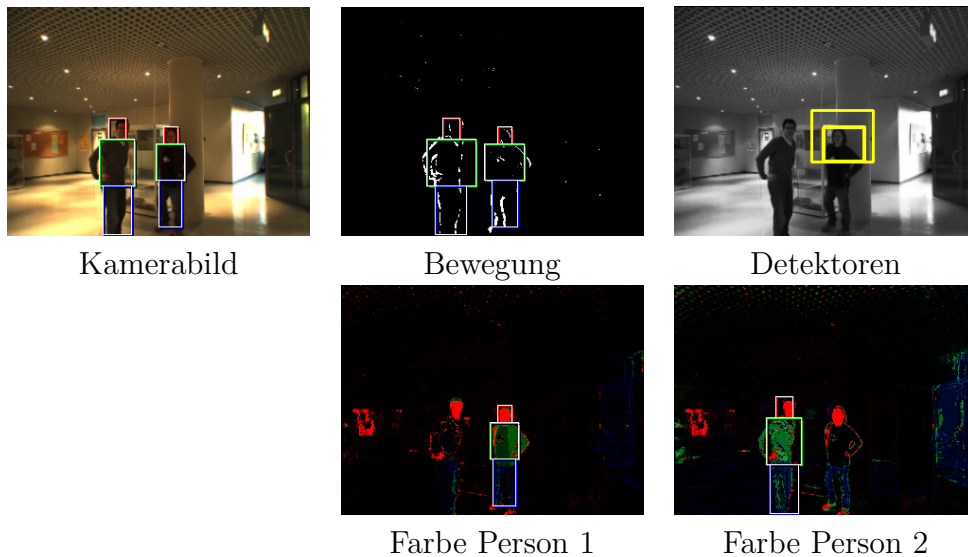 Kamerabild
Bewegung
Detektoren
Farbe Person 1
Farbe Person 2